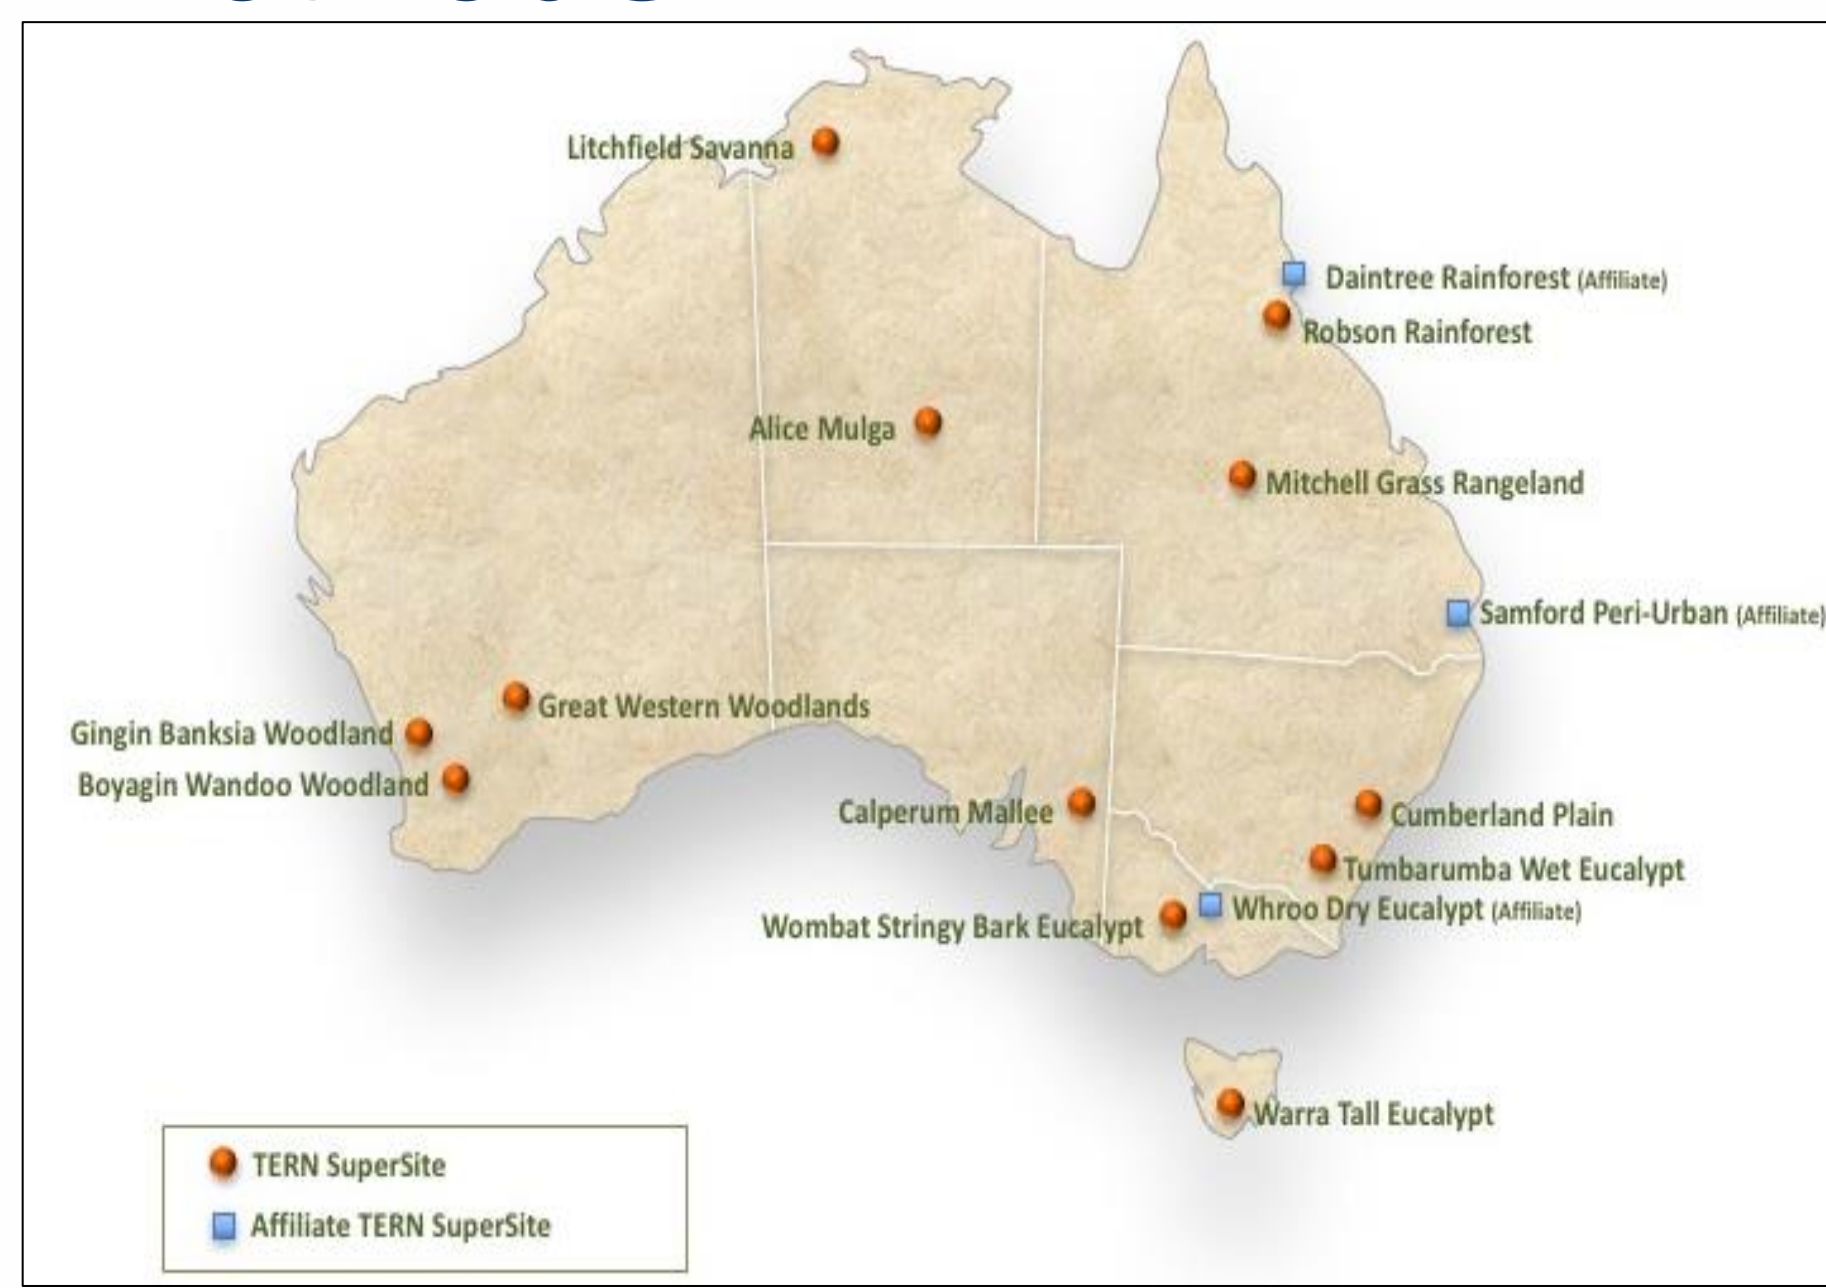 Litchfield Savanna
Daintree Rainforest (Affiliate)
Robson Rainforest
Alice Mulga
Mitchell Grass Rangeland
Samford Peri-Urban (Affiliate)
Great Western Woodlands
Gingin Banksia Woodland
Boyagin Wandoo Woodland
Calperum Mallee
Cumberland Plain
Tumbarumba Wet Eucalypt
Whroo Dry Eucalypt (Affiliate)
Wombat Stringy Bark Eucalypt
Warra Tall Eucalypt
TERN SuperSite
Affiliate TERN SuperSite